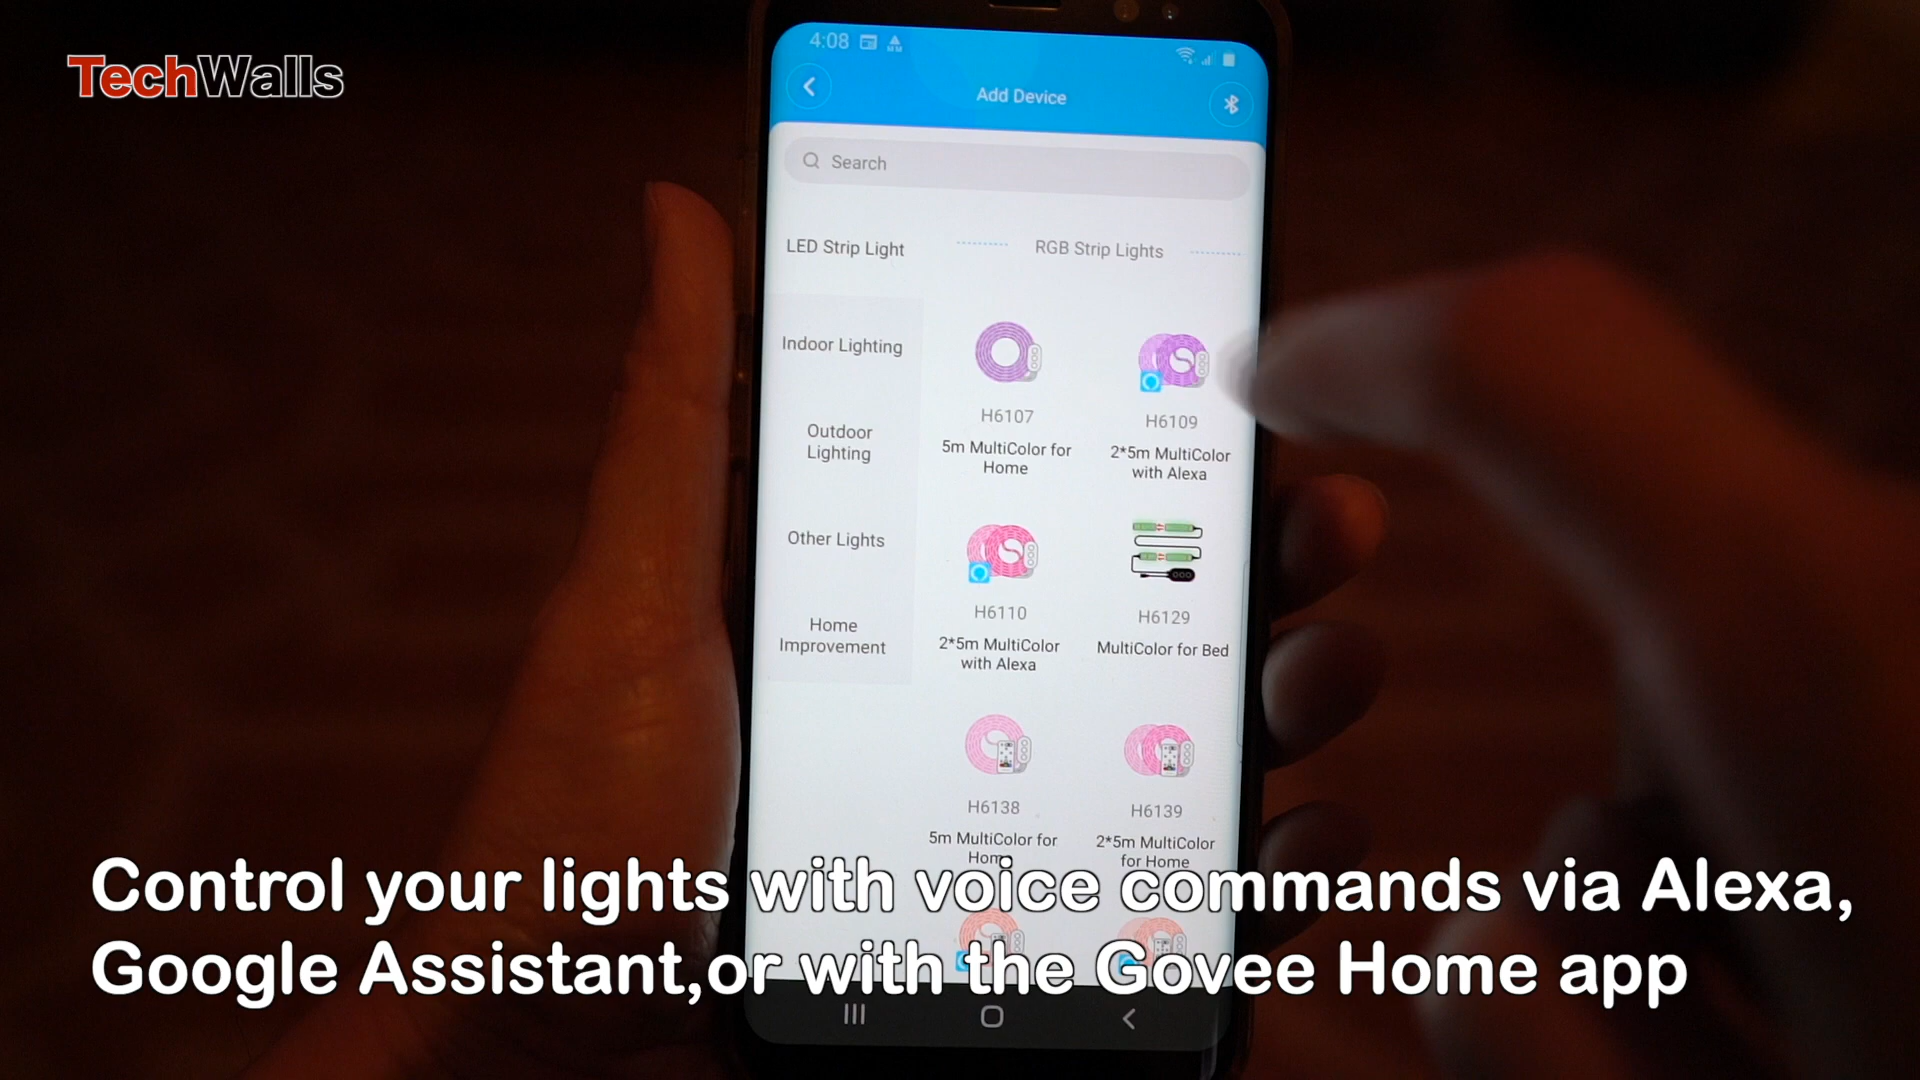 TechWalls
4:08
Add Device
Search
LED Strip Light
RGB Strip Lights
Indoor Lighting
Outdoor
Lighting
Other Lights
Home
Improvement
H6107
5m MultiColor for
Home
H6109
2*5m MultiColor
with Alexa
H6110
2*5m MultiColor
with Alexa
H6129
MultiColor for Bed
H6138
5m MultiColor for
Home
H6139
2*5m MultiColor
for Home
Control your lights with voice commands via Alexa,
Google Assistant,or with the Govee Home app